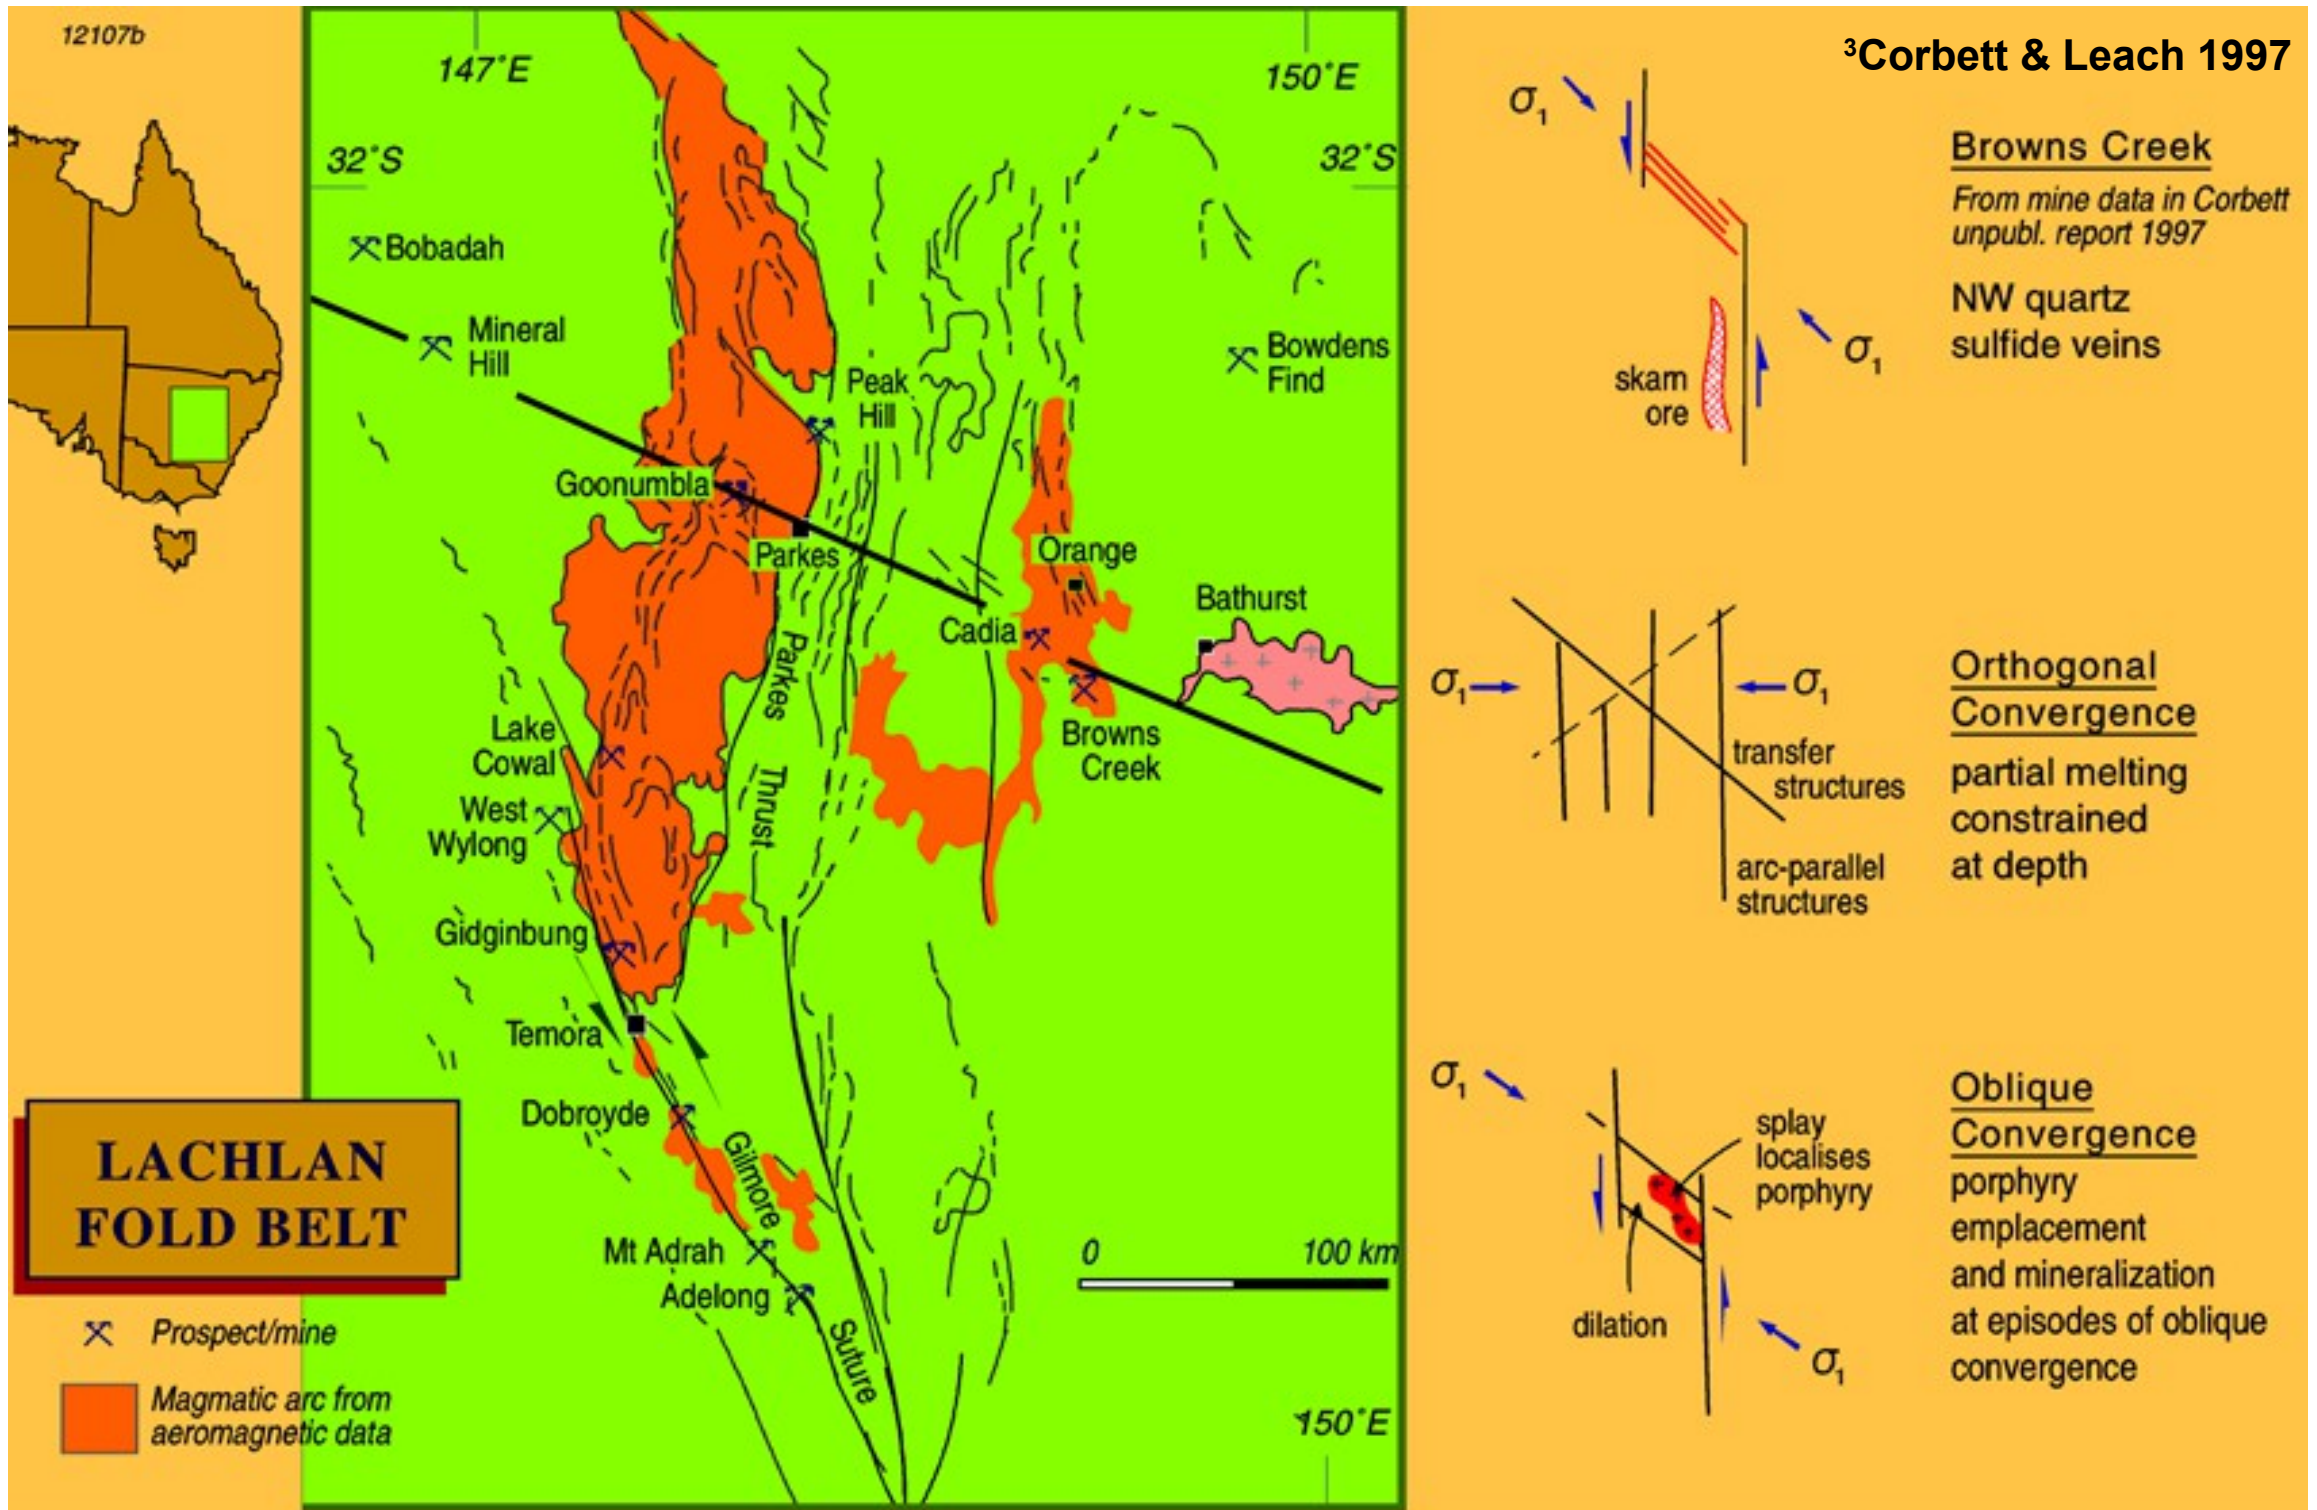 12107b
³Corbett & Leach 1997
147°E
150°E
32°S
32°S
Bobadah
Mineral
Hill
Bowdens
Find
Peak
Hill
Goonumbla
Parkes
Orange
Cadia
Bathurst
Browns
Creek
Parkes
Thrust
Lake
Cowal
West
Wylong
Gidginbung
Temora
Dobroyde
Gilmore
Suture
Mt Adrah
Adelong
0
100 km
150°E
LACHLAN
FOLD BELT
Prospect/mine
Magmatic arc from
aeromagnetic data
σ1
σ1
skarn
ore
Browns Creek
From mine data in Corbett
unpubl. report 1997
NW quartz
sulfide veins
σ1
σ1
transfer
structures
arc-parallel
structures
Orthogonal
Convergence
partial melting
constrained
at depth
σ1
splay
localises
porphyry
dilation
σ1
Oblique
Convergence
porphyry
emplacement
and mineralization
at episodes of oblique
convergence